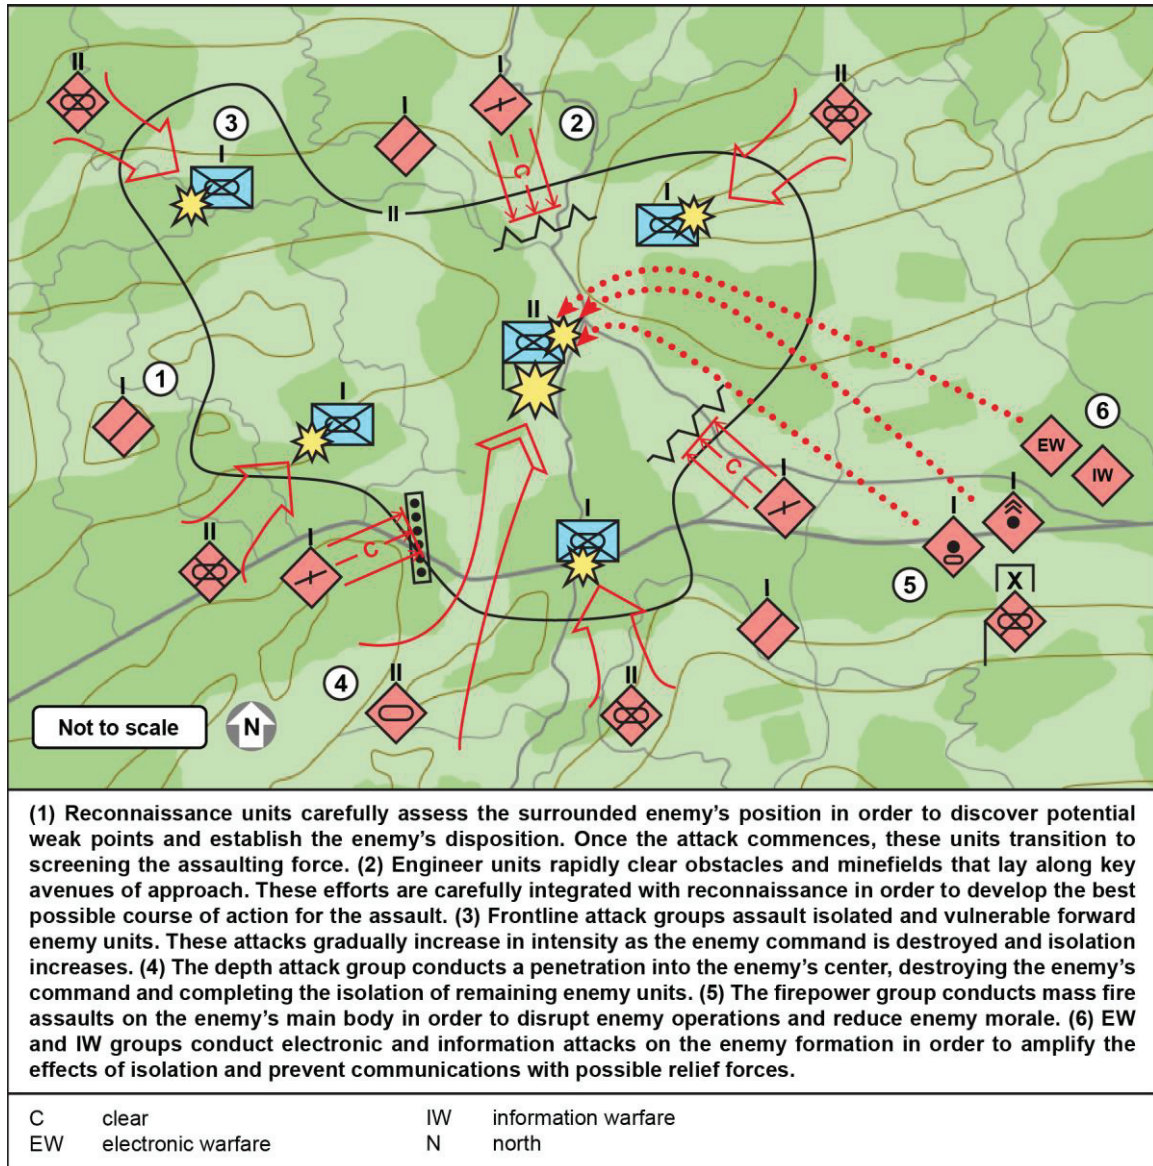 II
I
I
3
I
2
II
C
II
I
II
I
1
I
I
6
EW
IW
I
I
C
I
I
II
I
C
5
X
I
4
II
II
Not to scale
N
(1) Reconnaissance units carefully assess the surrounded enemy's position in order to discover potential
weak points and establish the enemy's disposition. Once the attack commences, these units transition to
screening the assaulting force. (2) Engineer units rapidly clear obstacles and minefields that lay along key
avenues of approach. These efforts are carefully integrated with reconnaissance in order to develop the best
possible course of action for the assault. (3) Frontline attack groups assault isolated and vulnerable forward
enemy units. These attacks gradually increase in intensity as the enemy command is destroyed and isolation
increases. (4) The depth attack group conducts a penetration into the enemy's center, destroying the enemy's
command and completing the isolation of remaining enemy units. (5) The firepower group conducts mass fire
assaults on the enemy's main body in order to disrupt enemy operations and reduce enemy morale. (6) EW
and IW groups conduct electronic and information attacks on the enemy formation in order to amplify the
effects of isolation and prevent communications with possible relief forces.
C clear IW information warfare
EW electronic warfare N north